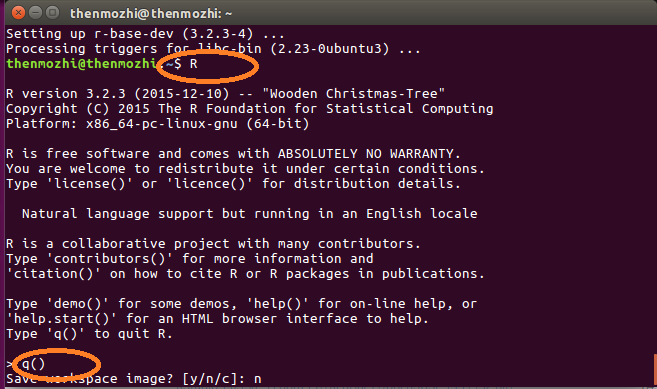 thenmozhi@thenmozhi: ~
Setting up r-base-dev (3.2.3-4) ...
Processing triggers for libc-bin (2.23-0ubuntu3) ...
thenmozhi@thenmozhi:~$ R
R version 3.2.3 (2015-12-10) -- "Wooden Christmas-Tree"
Copyright (C) 2015 The R Foundation for Statistical Computing
Platform: x86_64-pc-linux-gnu (64-bit)
R is free software and comes with ABSOLUTELY NO WARRANTY.
You are welcome to redistribute it under certain conditions.
Type 'license()' or 'licence()' for distribution details.
Natural language support but running in an English locale
R is a collaborative project with many contributors.
Type 'contributors()' for more information and
'citation()' on how to cite R or R packages in publications.
Type 'demo()' for some demos, 'help()' for on-line help, or
'help.start()' for an HTML browser interface to help.
Type 'q()' to quit R.
> q()
Save workspace image? [y/n/c]: n